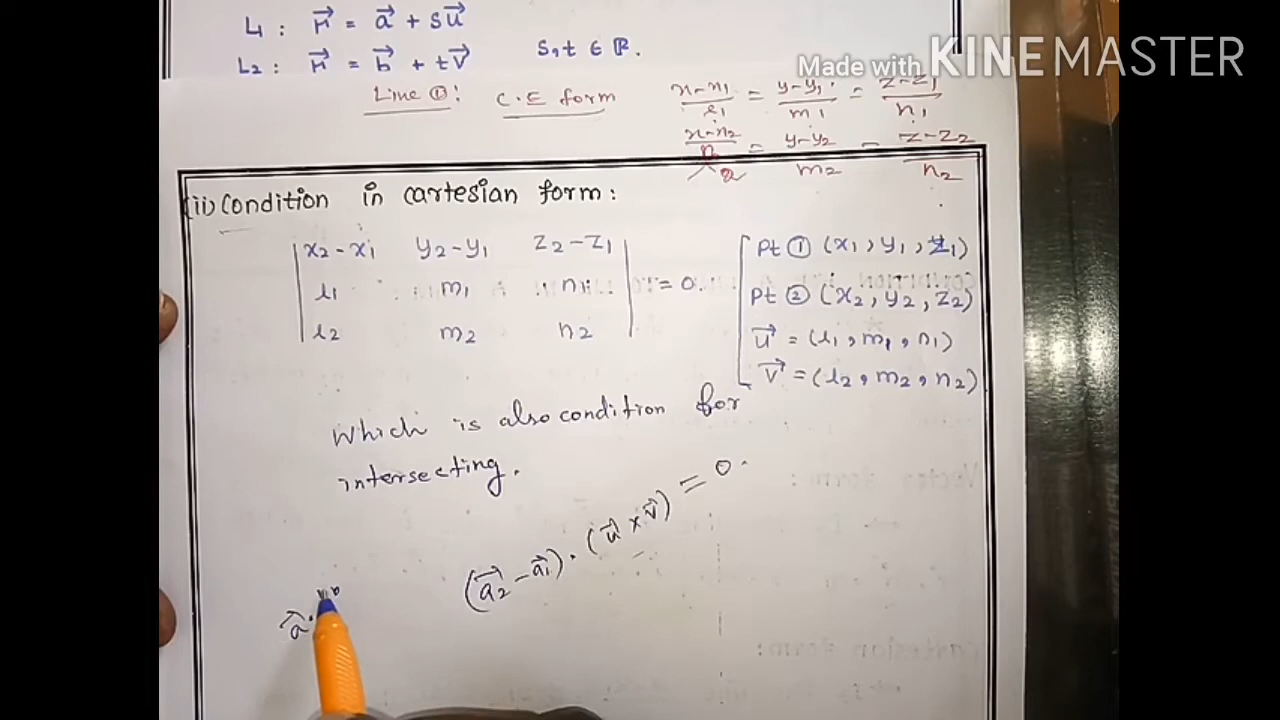 L1 : r⃗ = a⃗ + su⃗
L2 : r⃗ = b⃗ + tv⃗ s, t ∈ ℝ.
Made with KINEMASTER
Line ①: C.E form x-x1/l1 = y-y1/m1 = z-z1/n1
x-x2/l2 = y-y2/m2 = z-z2/n2
(ii) Condition in cartesian form:
| x2-x1 y2-y1 z2-z1 |
| l1 m1 n1 | = 0.
| l2 m2 n2 |
pt ① (x1, y1, z1)
pt ② (x2, y2, z2)
u⃗ = (l1, m1, n1)
v⃗ = (l2, m2, n2)
Which is also condition for
intersecting.
(a⃗2 - a⃗1) · (u⃗ × v⃗) = 0.
a⃗ ·